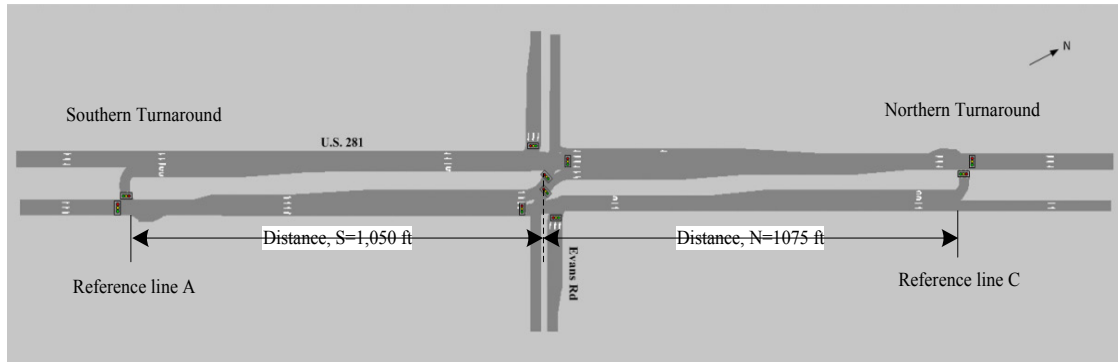 N
Southern Turnaround
Northern Turnaround
U.S. 281
Distance, S=1,050 ft
Distance, N=1075 ft
Evans Rd
Reference line A
Reference line C